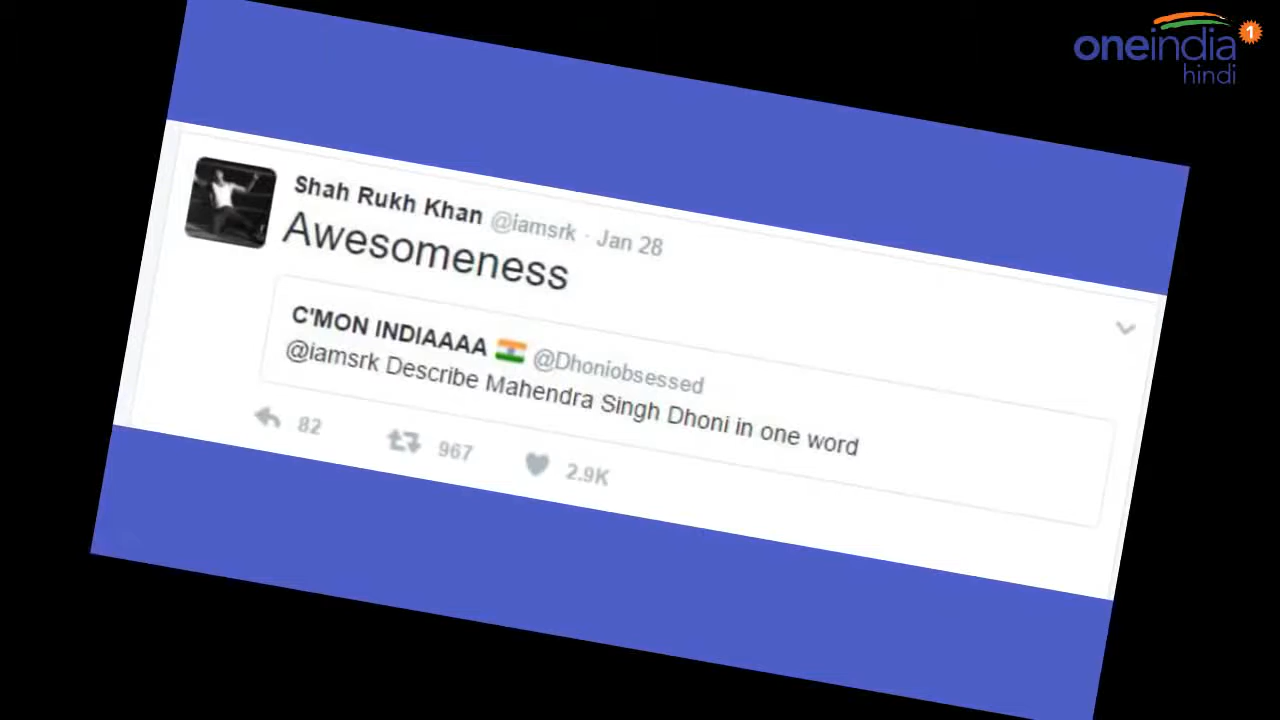 oneindia 1
hindi
Shah Rukh Khan @iamsrk · Jan 28
Awesomeness
C'MON INDIAAAA 🇮🇳 @Dhoniobsessed
@iamsrk Describe Mahendra Singh Dhoni in one word
82 967 2.9K